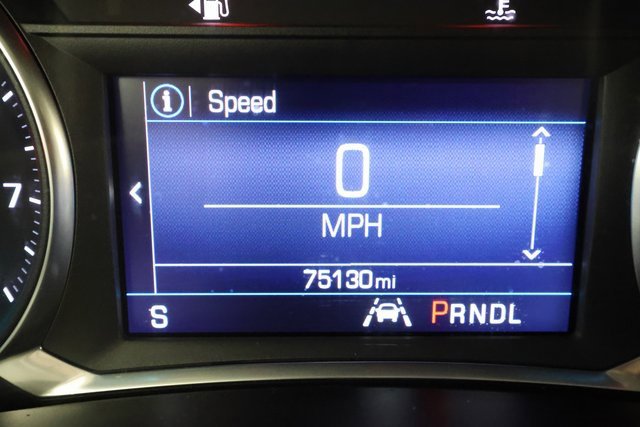 F
i Speed
0
7
MPH
75130mi
S PRNDL